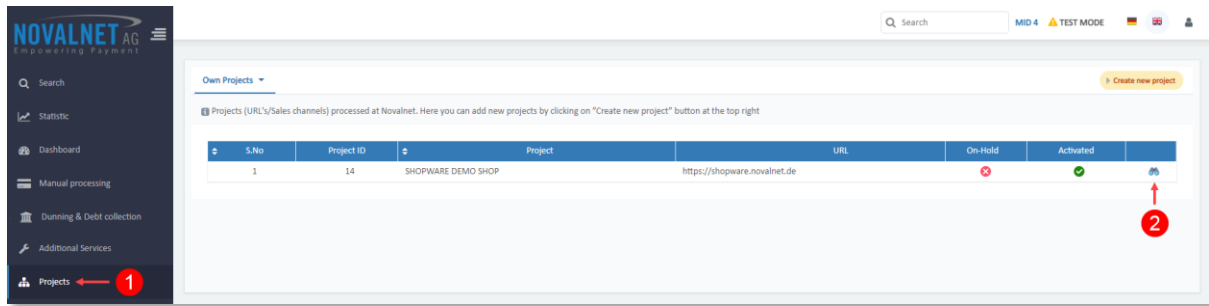 NOVALNET AG
Empowering Payment
Search
MID 4 TEST MODE
Search
Statistic
Dashboard
Manual processing
Dunning & Debt collection
Additional Services
Projects
1
Own Projects
Create new project
Projects (URL's/Sales channels) processed at Novalnet. Here you can add new projects by clicking on "Create new project" button at the top right
S.No Project ID Project URL On-Hold Activated
1 14 SHOPWARE DEMO SHOP https://shopware.novalnet.de
2